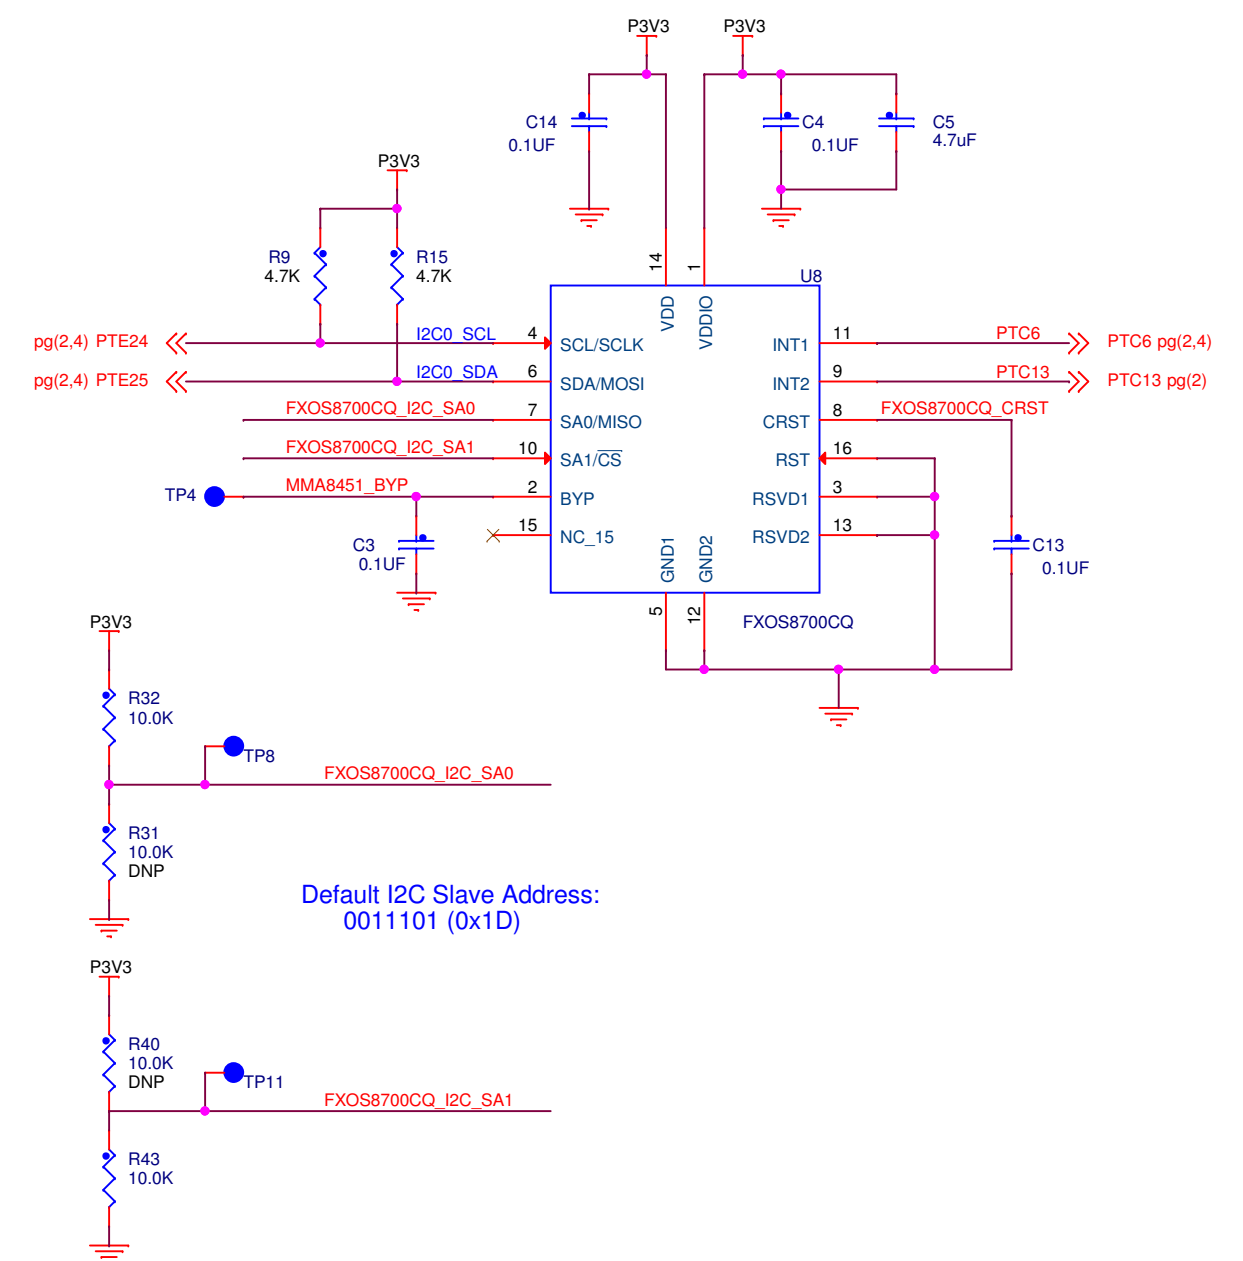 P3V3 P3V3
C14
0.1UF
C4
0.1UF
C5
4.7uF
P3V3
R9
4.7K
R15
4.7K
14 1
U8
VDD VDDIO
pg(2,4) PTE24 I2C0_SCL 4 SCL/SCLK
INT1 11 PTC6 PTC6 pg(2,4)
pg(2,4) PTE25 I2C0_SDA 6 SDA/MOSI
INT2 9 PTC13 PTC13 pg(2)
FXOS8700CQ_I2C_SA0 7 SA0/MISO
CRST 8 FXOS8700CQ_CRST
FXOS8700CQ_I2C_SA1 10 SA1/CS
RST 16
TP4 MMA8451_BYP 2 BYP
RSVD1 3
15 NC_15
RSVD2 13
C3
0.1UF
C13
0.1UF
GND1 GND2
5 12
FXOS8700CQ
P3V3
R32
10.0K
TP8
FXOS8700CQ_I2C_SA0
R31
10.0K
DNP
Default I2C Slave Address:
0011101 (0x1D)
P3V3
R40
10.0K
DNP
TP11
FXOS8700CQ_I2C_SA1
R43
10.0K